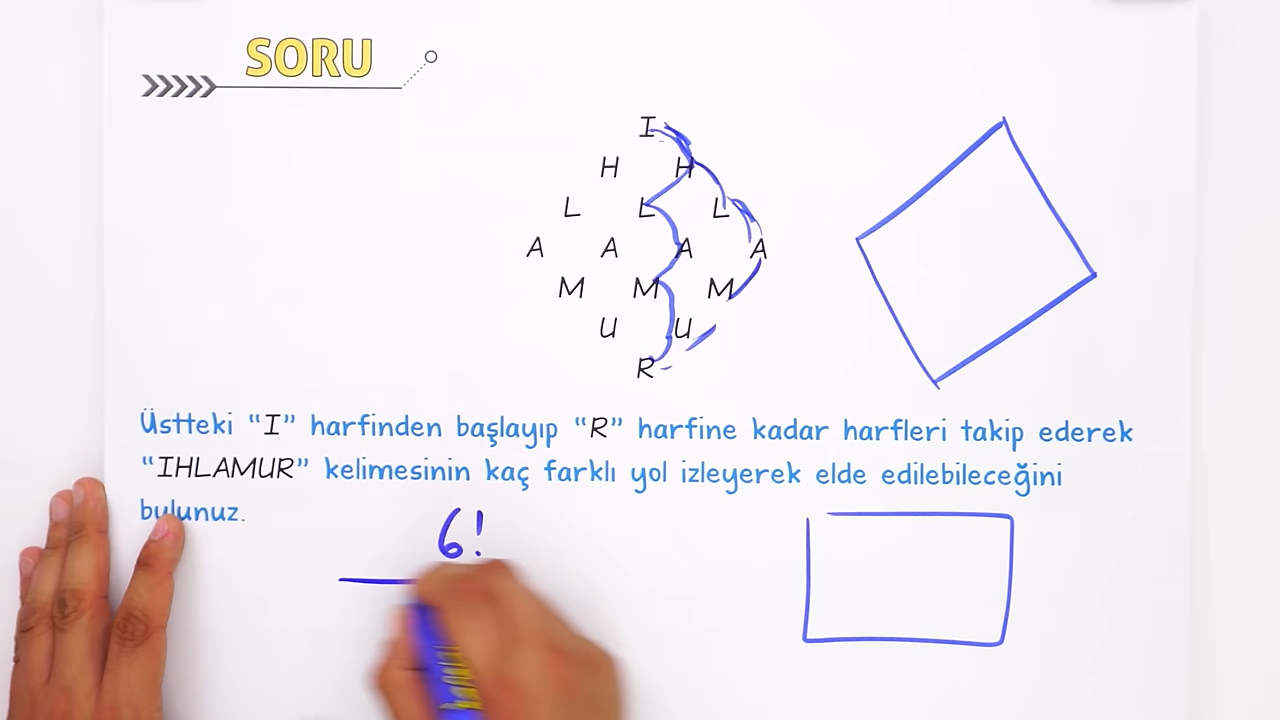 SORU
I
H H
L L L
A A A A
M M M
U U
R
Üstteki "I" harfinden başlayıp "R" harfine kadar harfleri takip ederek
"IHLAMUR" kelimesinin kaç farklı yol izleyerek elde edilebileceğini
bulunuz.
6!